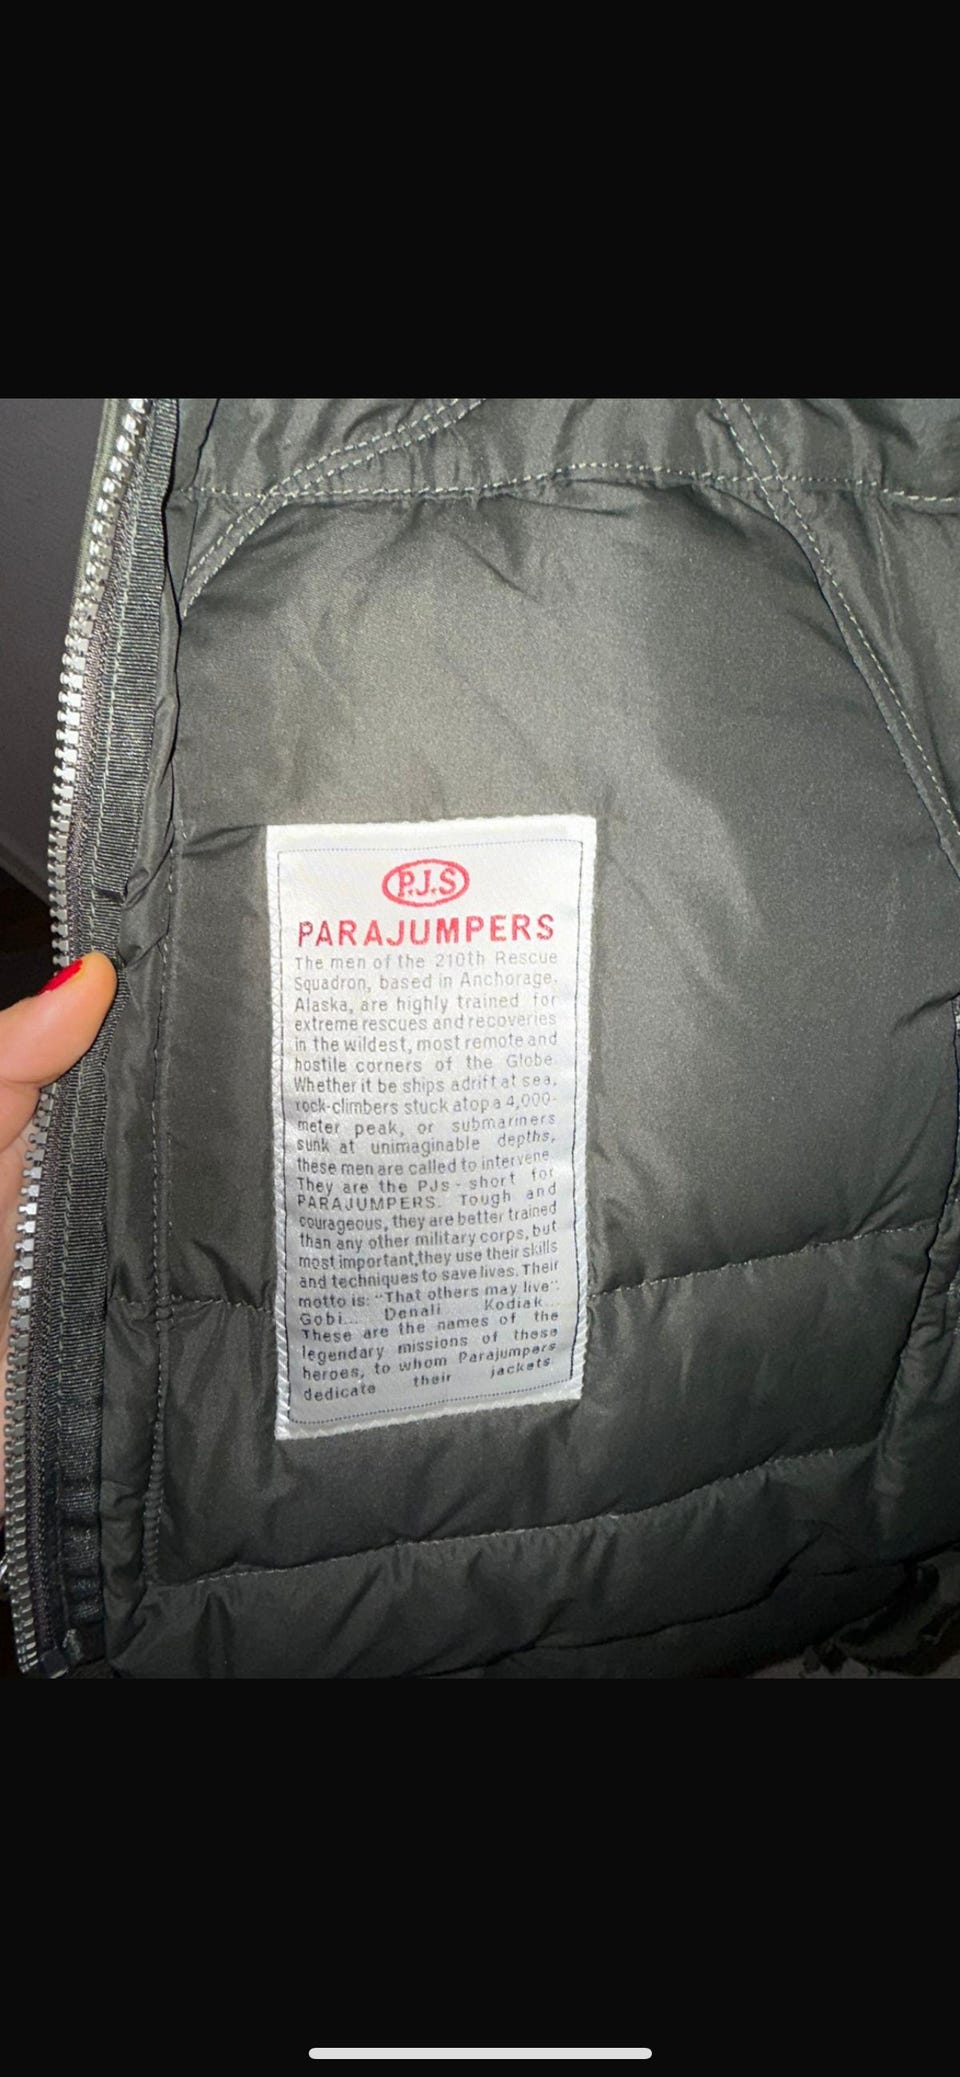 P.J.S
PARAJUMPERS
The men of the 210th Rescue
Squadron, based in Anchorage,
Alaska, are highly trained for
extreme rescues and recoveries
in the wildest, most remote and
hostile corners of the Globe.
Whether it be ships adrift at sea,
rock-climbers stuck atop a 4,000-
meter peak, or submariners
sunk at unimaginable depths,
these men are called to intervene.
They are the PJs - short for
PARAJUMPERS. Tough and
courageous, they are better trained
than any other military corps, but
most important, they use their skills
and techniques to save lives. Their
motto is: "That others may live".
Gobi... Denali Kodiak...
These are the names of the
legendary missions of these
heroes, to whom Parajumpers
dedicate their jackets